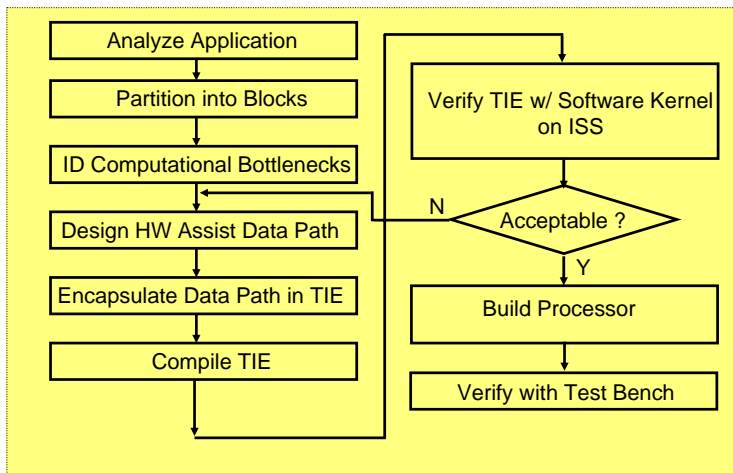 Analyze Application
Partition into Blocks
ID Computational Bottlenecks
Design HW Assist Data Path
Encapsulate Data Path in TIE
Compile TIE
Verify TIE w/ Software Kernel
on ISS
N
Acceptable ?
Y
Build Processor
Verify with Test Bench